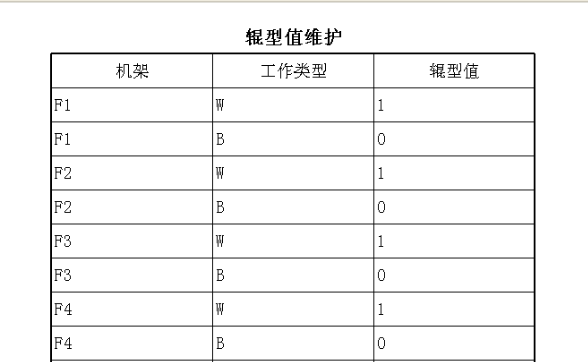 辊型值维护
机架 工作类型 辊型值
F1 W 1
F1 B 0
F2 W 1
F2 B 0
F3 W 1
F3 B 0
F4 W 1
F4 B 0